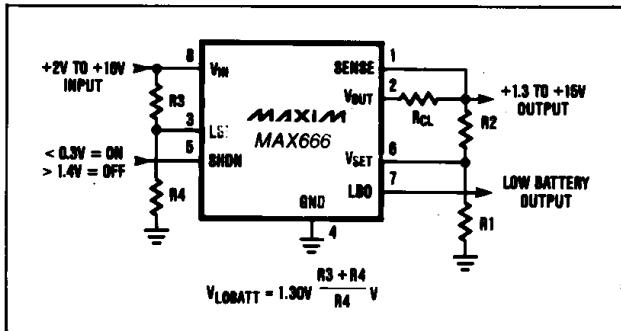 8
1
+2V TO +16V
INPUT
VIN
SENSE
2
VOUT
RCL
+1.3 TO +15V
OUTPUT
R3
R2
MAXIM
MAX666
3
LBI
5
SHDN
< 0.3V = ON
> 1.4V = OFF
6
VSET
7
LBO
LOW BATTERY
OUTPUT
R4
GND
4
R1
VLOBATT = 1.30V R3 + R4 / R4 V